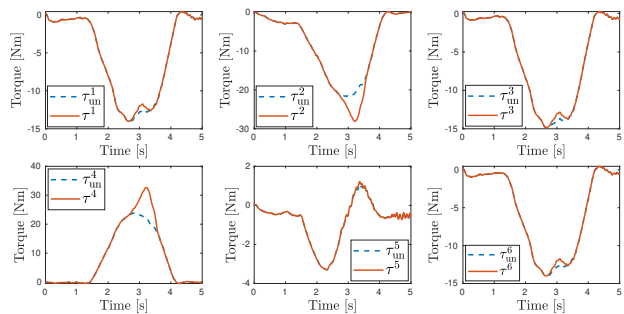 0
-5
-10
-15
Torque [Nm]
0 1 2 3 4 5
Time [s]
τ¹un
τ¹
0
-10
-20
-30
Torque [Nm]
0 1 2 3 4 5
Time [s]
τ²un
τ²
0
-5
-10
-15
Torque [Nm]
0 1 2 3 4 5
Time [s]
τ³un
τ³
40
30
20
10
0
Torque [Nm]
0 1 2 3 4 5
Time [s]
τ⁴un
τ⁴
2
0
-2
-4
Torque [Nm]
0 1 2 3 4 5
Time [s]
τ⁵un
τ⁵
0
-5
-10
-15
Torque [Nm]
0 1 2 3 4 5
Time [s]
τ⁶un
τ⁶